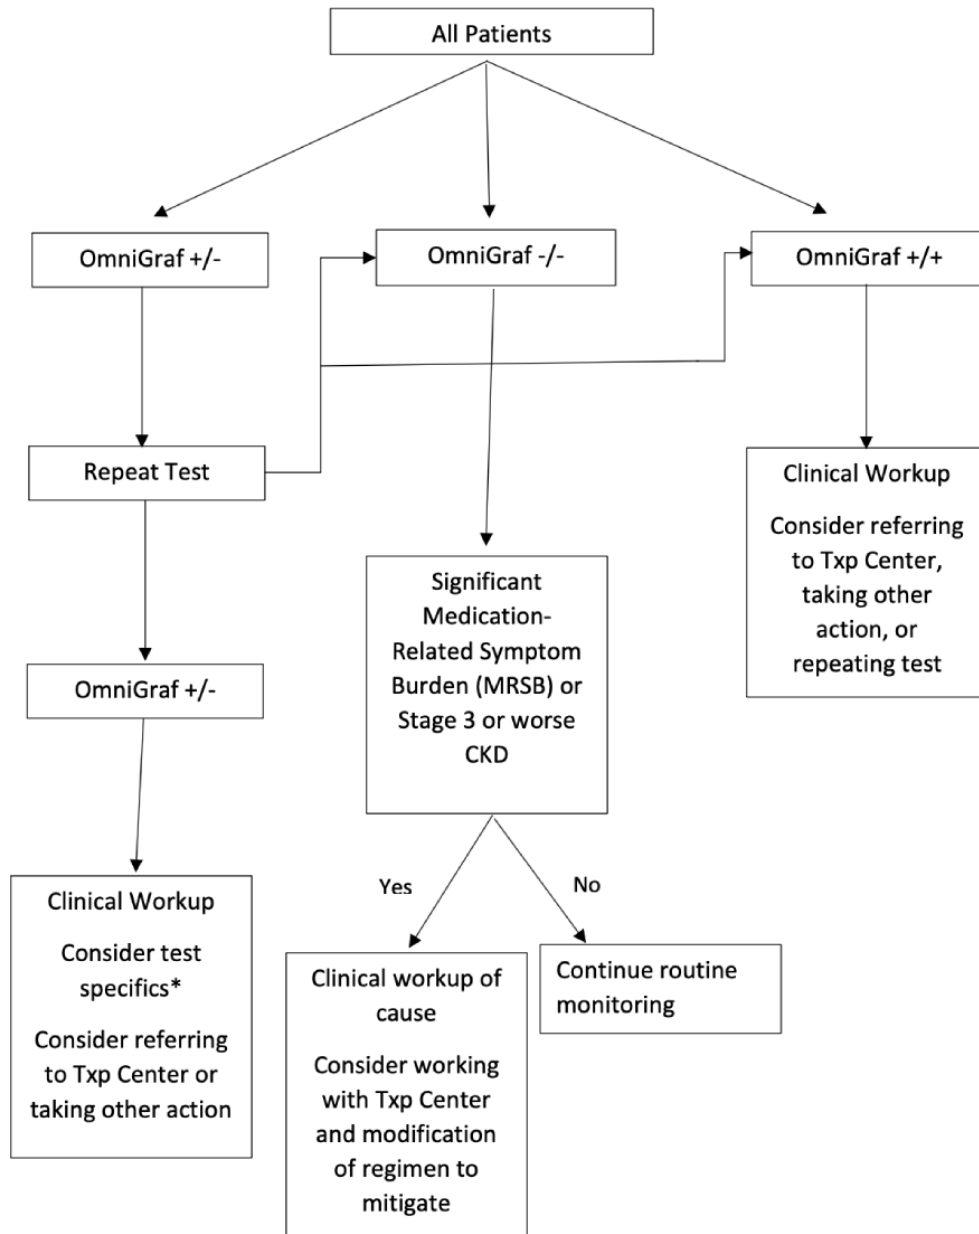 All Patients
OmniGraf +/-
OmniGraf -/-
OmniGraf +/+
Repeat Test
Clinical Workup
Consider referring
to Txp Center,
taking other
action, or
repeating test
Significant
Medication-
Related Symptom
Burden (MRSB) or
Stage 3 or worse
CKD
OmniGraf +/-
Yes
No
Clinical Workup
Consider test
specifics*
Consider referring
to Txp Center or
taking other action
Clinical workup of
cause
Consider working
with Txp Center
and modification
of regimen to
mitigate
Continue routine
monitoring